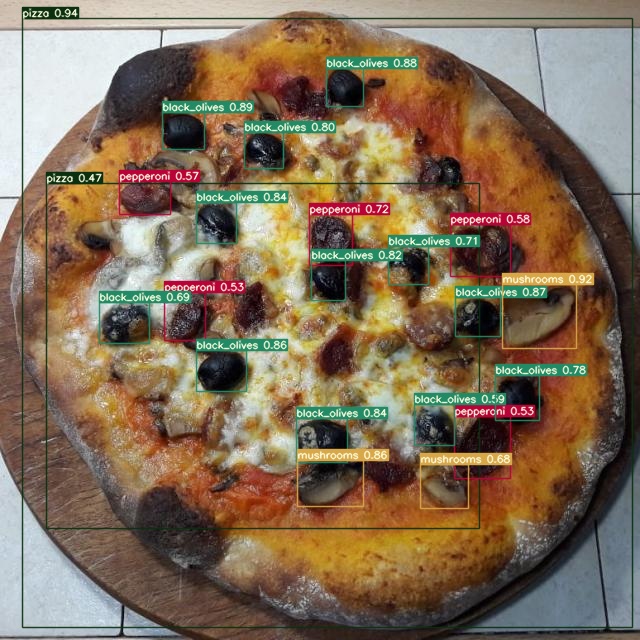 pizza 0.94
black_olives 0.88
black_olives 0.89
black_olives 0.80
pepperoni 0.57
pizza 0.47
black_olives 0.84
pepperoni 0.72
pepperoni 0.58
black_olives 0.71
black_olives 0.82
mushrooms 0.92
pepperoni 0.53
black_olives 0.69
black_olives 0.87
black_olives 0.86
black_olives 0.78
black_olives 0.59
black_olives 0.84
pepperoni 0.53
mushrooms 0.86
mushrooms 0.68